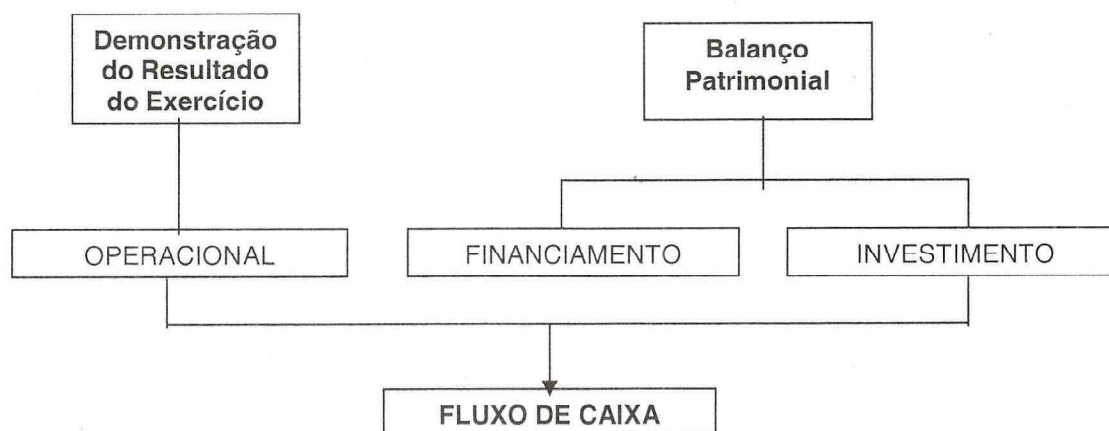 Demonstração
do Resultado
do Exercício
Balanço
Patrimonial
OPERACIONAL
FINANCIAMENTO
INVESTIMENTO
FLUXO DE CAIXA